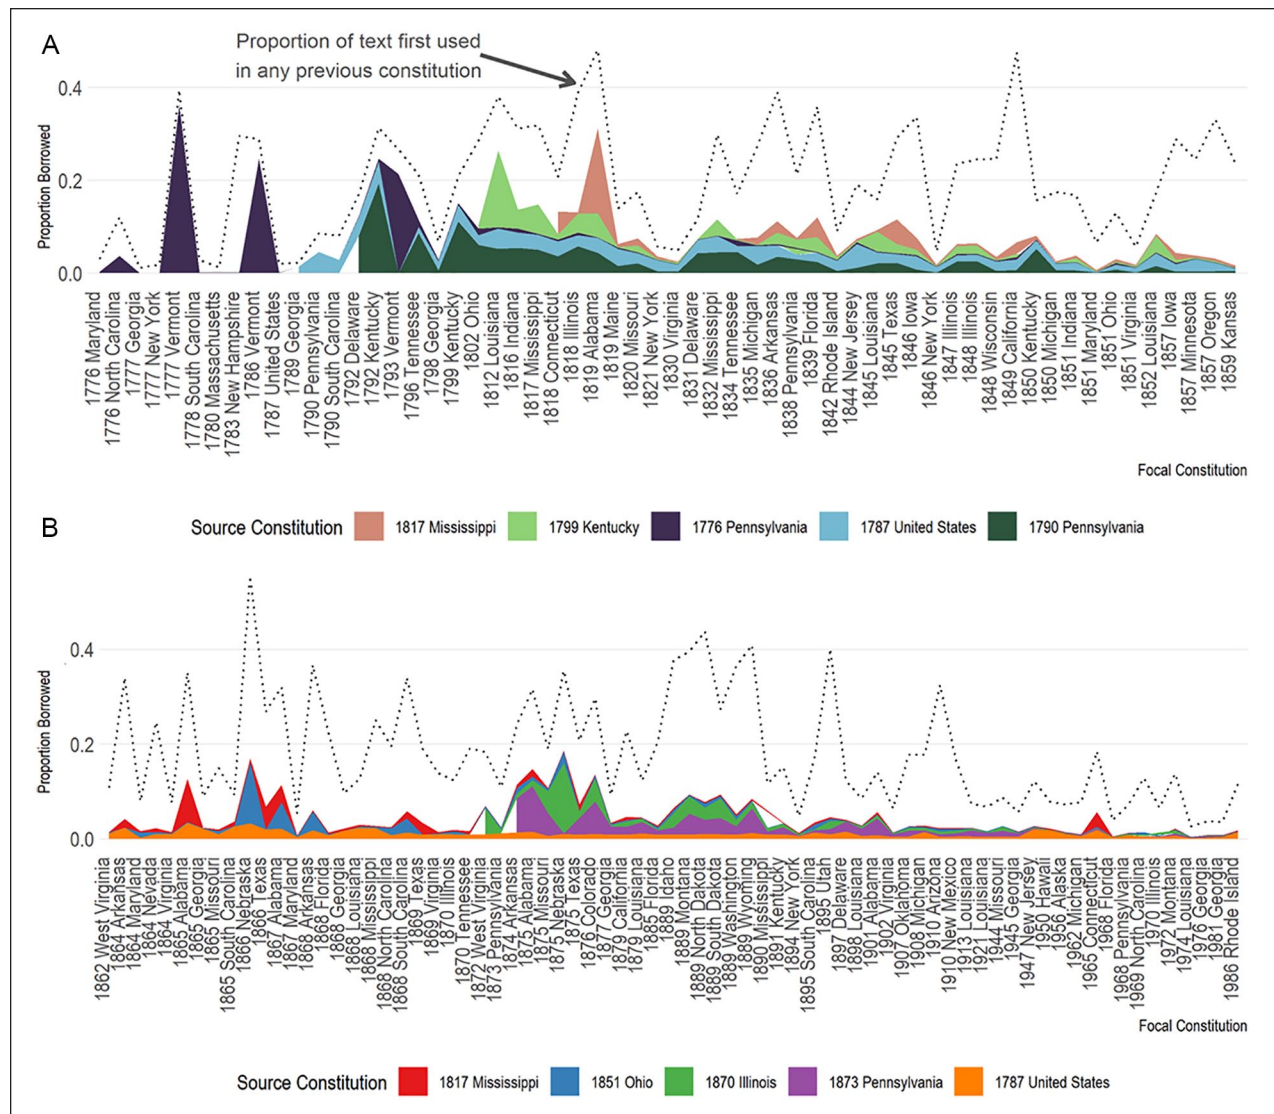 A
Proportion of text first used
in any previous constitution
0.4
0.2
0.0
Proportion Borrowed
1776 Maryland
1776 North Carolina
1777 Georgia
1777 New York
1777 Vermont
1778 South Carolina
1780 Massachusetts
1783 New Hampshire
1786 Vermont
1787 United States
1789 Georgia
1790 Pennsylvania
1790 South Carolina
1792 Delaware
1792 Kentucky
1793 Vermont
1796 Tennessee
1798 Georgia
1799 Kentucky
1802 Ohio
1812 Louisiana
1816 Indiana
1817 Mississippi
1818 Connecticut
1818 Illinois
1819 Alabama
1819 Maine
1820 Missouri
1821 New York
1830 Virginia
1831 Delaware
1832 Mississippi
1834 Tennessee
1835 Michigan
1836 Arkansas
1838 Pennsylvania
1839 Florida
1842 Rhode Island
1844 New Jersey
1845 Louisiana
1845 Texas
1846 Iowa
1846 New York
1847 Illinois
1848 Illinois
1848 Wisconsin
1849 California
1850 Kentucky
1850 Michigan
1851 Indiana
1851 Maryland
1851 Ohio
1851 Virginia
1852 Louisiana
1857 Iowa
1857 Minnesota
1857 Oregon
1859 Kansas
Focal Constitution
Source Constitution 1817 Mississippi 1799 Kentucky 1776 Pennsylvania 1787 United States 1790 Pennsylvania
B
0.4
0.2
0.0
Proportion Borrowed
1862 West Virginia
1864 Arkansas
1864 Maryland
1864 Nevada
1864 Virginia
1865 Alabama
1865 Georgia
1865 Missouri
1865 South Carolina
1866 Nebraska
1866 Texas
1867 Alabama
1867 Maryland
1868 Arkansas
1868 Florida
1868 Georgia
1868 Louisiana
1868 Mississippi
1868 North Carolina
1868 South Carolina
1869 Texas
1869 Virginia
1870 Illinois
1870 Tennessee
1872 West Virginia
1873 Pennsylvania
1874 Arkansas
1875 Alabama
1875 Missouri
1875 Nebraska
1875 Texas
1876 Colorado
1877 Georgia
1879 California
1879 Louisiana
1885 Florida
1889 Idaho
1889 Montana
1889 North Dakota
1889 South Dakota
1889 Washington
1889 Wyoming
1890 Mississippi
1891 Kentucky
1894 New York
1895 South Carolina
1895 Utah
1897 Delaware
1898 Louisiana
1901 Alabama
1902 Virginia
1907 Oklahoma
1908 Michigan
1910 Arizona
1910 New Mexico
1913 Louisiana
1921 Louisiana
1944 Missouri
1945 Georgia
1947 New Jersey
1950 Hawaii
1956 Alaska
1962 Michigan
1965 Connecticut
1968 Florida
1968 Pennsylvania
1969 North Carolina
1970 Illinois
1972 Montana
1974 Louisiana
1976 Georgia
1981 Georgia
1986 Rhode Island
Focal Constitution
Source Constitution 1817 Mississippi 1851 Ohio 1870 Illinois 1873 Pennsylvania 1787 United States